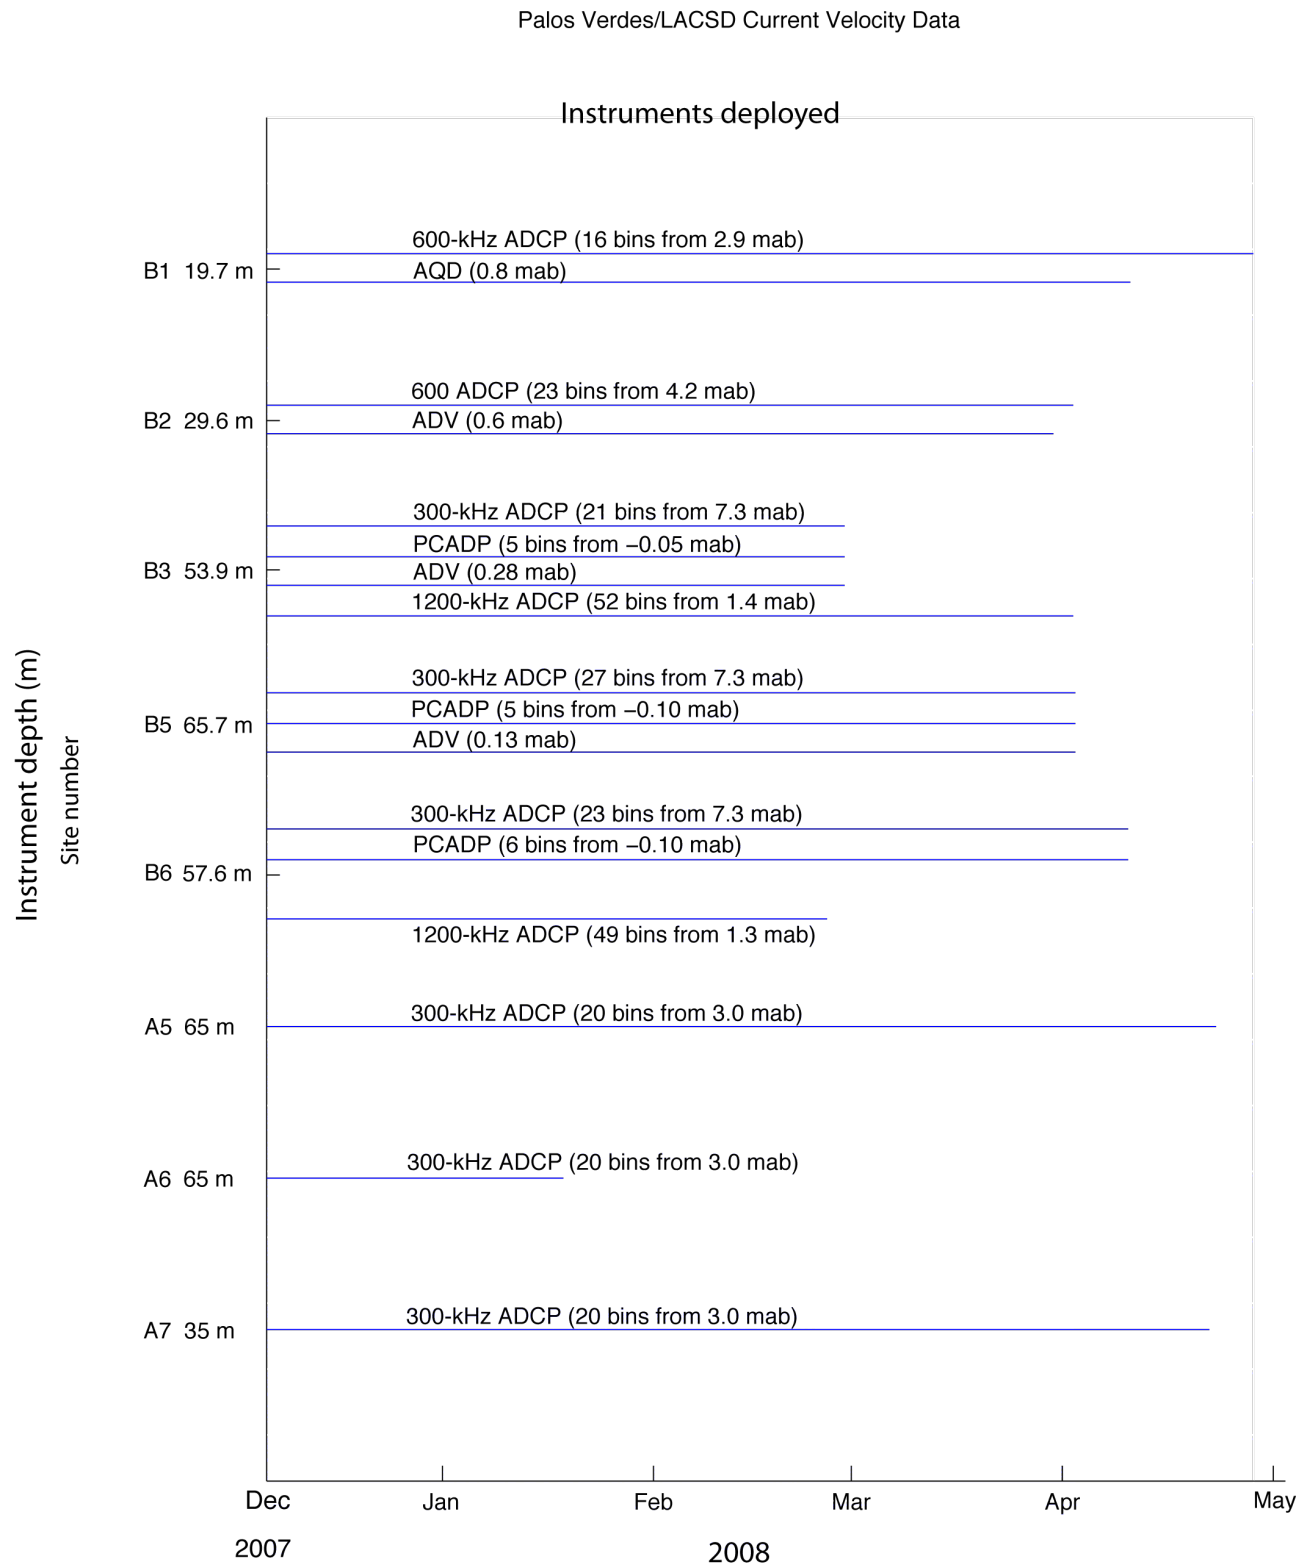 Palos Verdes/LACSD Current Velocity Data
Instruments deployed
600-kHz ADCP (16 bins from 2.9 mab)
B1 19.7 m
AQD (0.8 mab)
600 ADCP (23 bins from 4.2 mab)
B2 29.6 m
ADV (0.6 mab)
300-kHz ADCP (21 bins from 7.3 mab)
PCADP (5 bins from −0.05 mab)
B3 53.9 m
ADV (0.28 mab)
1200-kHz ADCP (52 bins from 1.4 mab)
300-kHz ADCP (27 bins from 7.3 mab)
PCADP (5 bins from −0.10 mab)
B5 65.7 m
ADV (0.13 mab)
300-kHz ADCP (23 bins from 7.3 mab)
PCADP (6 bins from −0.10 mab)
B6 57.6 m
1200-kHz ADCP (49 bins from 1.3 mab)
300-kHz ADCP (20 bins from 3.0 mab)
A5 65 m
300-kHz ADCP (20 bins from 3.0 mab)
A6 65 m
300-kHz ADCP (20 bins from 3.0 mab)
A7 35 m
Instrument depth (m)
Site number
Dec Jan Feb Mar Apr May
2007 2008